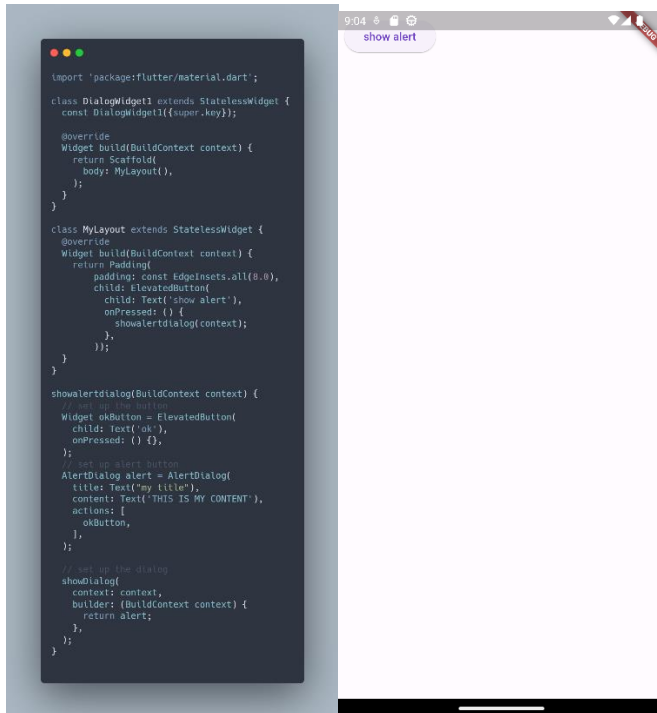 import 'package:flutter/material.dart';
class DialogWidget1 extends StatelessWidget {
const DialogWidget1({super.key});
@override
Widget build(BuildContext context) {
return Scaffold(
body: MyLayout(),
);
}
}
class MyLayout extends StatelessWidget {
@override
Widget build(BuildContext context) {
return Padding(
padding: const EdgeInsets.all(8.0),
child: ElevatedButton(
child: Text('show alert'),
onPressed: () {
showalertdialog(context);
},
));
}
}
showalertdialog(BuildContext context) {
// set up the button
Widget okButton = ElevatedButton(
child: Text('ok'),
onPressed: () {},
);
// set up alert button
AlertDialog alert = AlertDialog(
title: Text("my title"),
content: Text('THIS IS MY CONTENT'),
actions: [
okButton,
],
);
// set up the dialog
showDialog(
context: context,
builder: (BuildContext context) {
return alert;
},
);
}
9:04
show alert